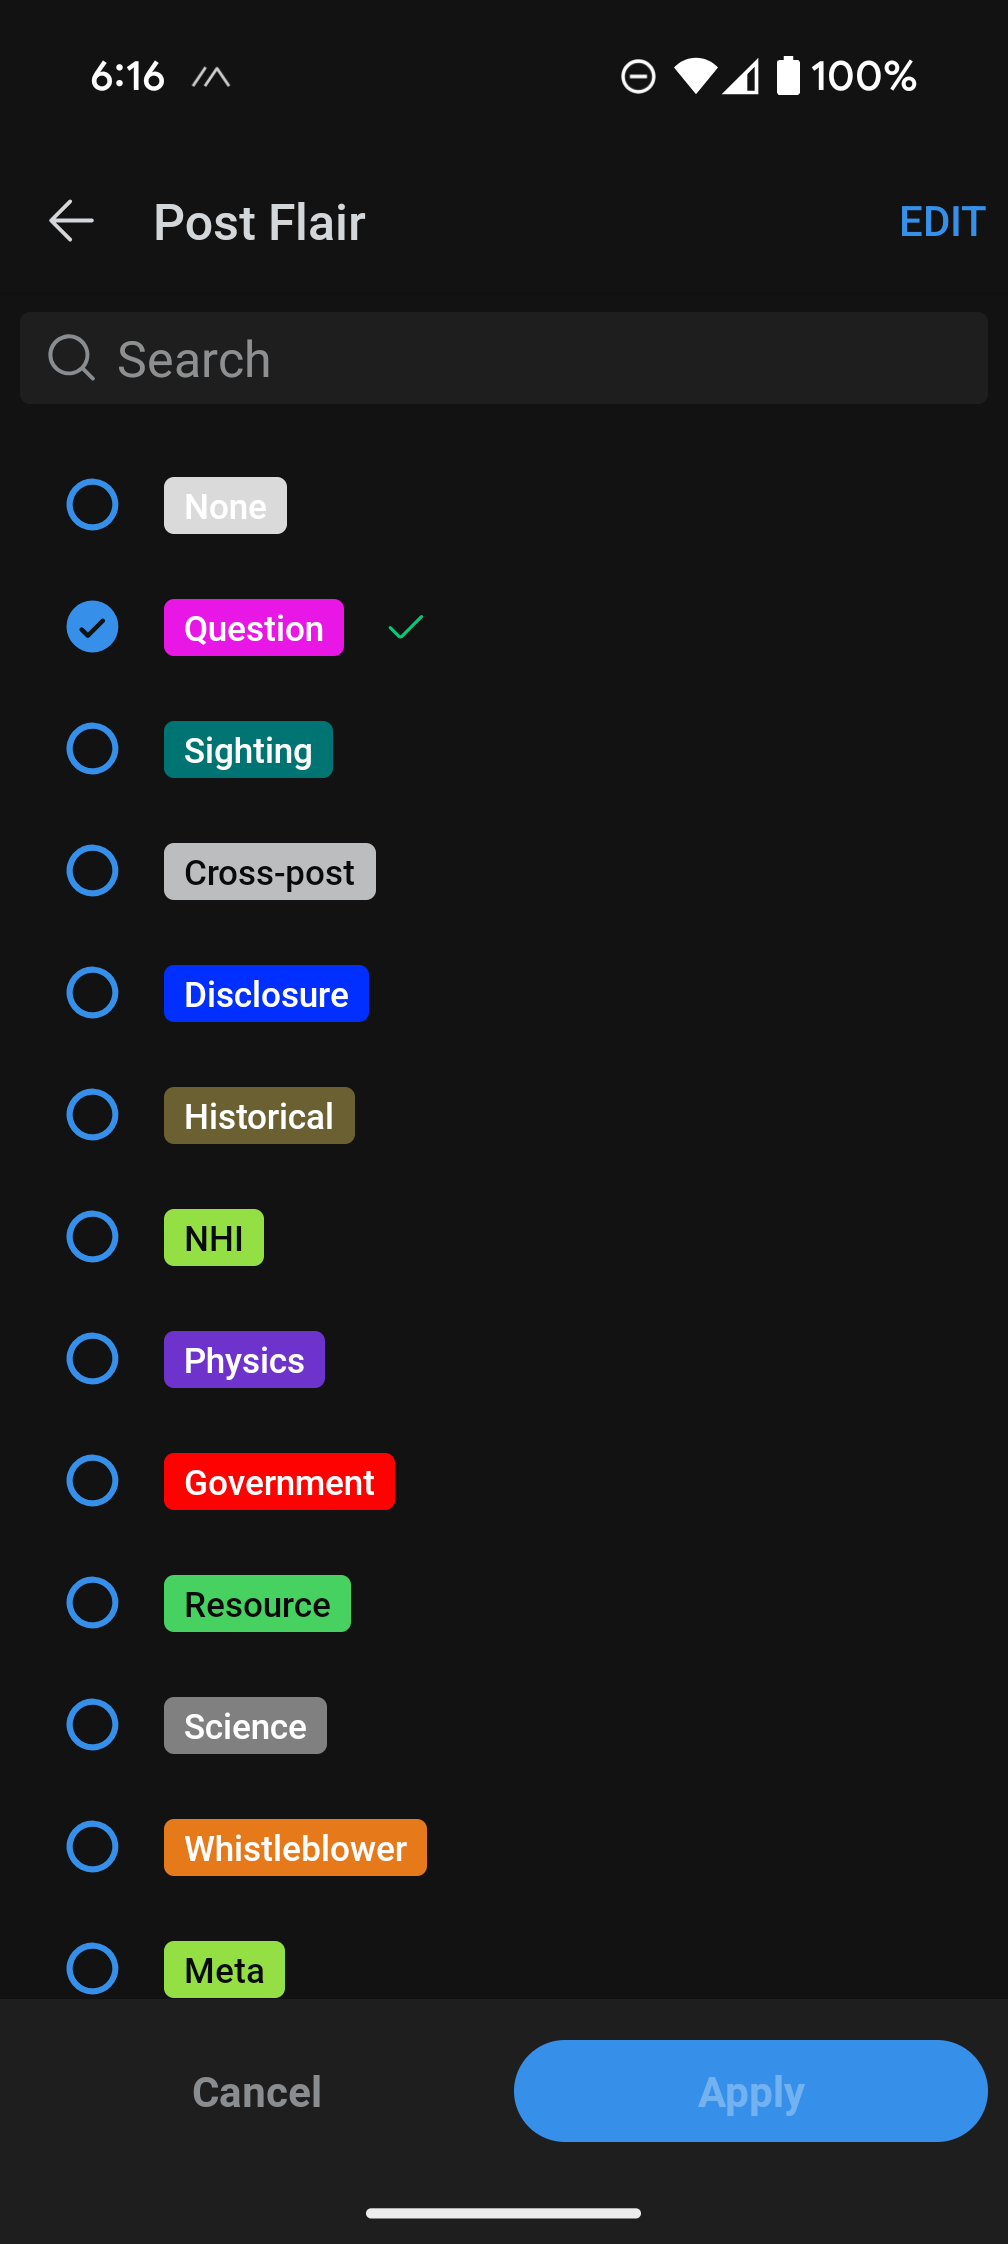 6:16 100%
Post Flair EDIT
Search
None
Question
Sighting
Cross-post
Disclosure
Historical
NHI
Physics
Government
Resource
Science
Whistleblower
Meta
Cancel Apply